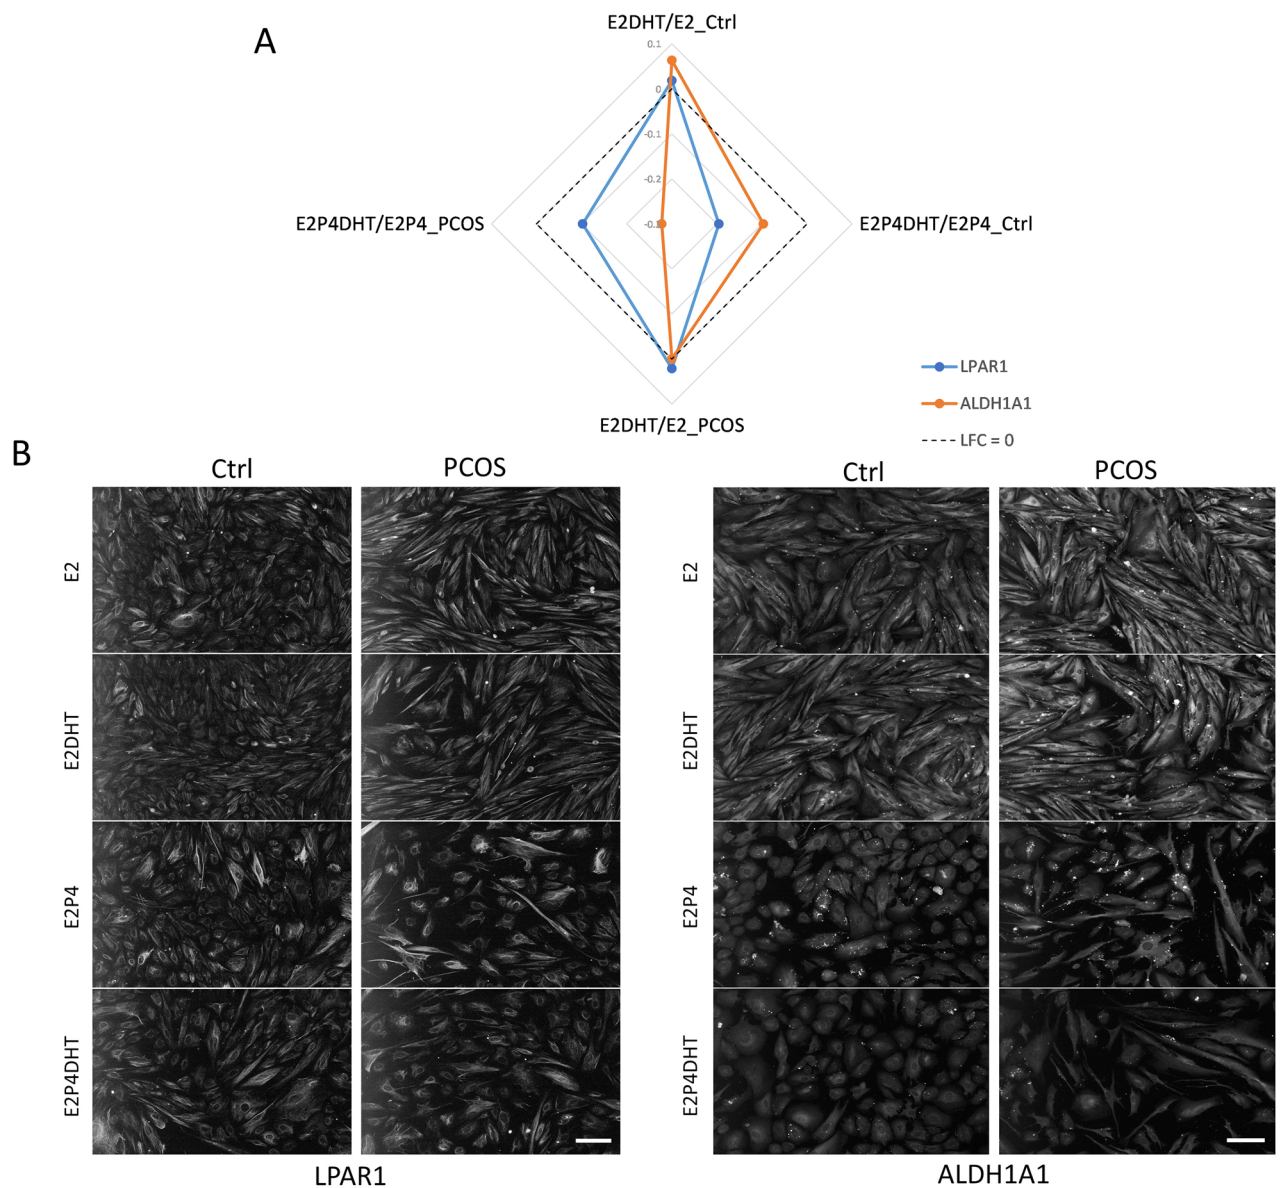 A
E2DHT/E2_Ctrl
0.1
0
-0.1
-0.2
E2P4DHT/E2P4_PCOS
E2P4DHT/E2P4_Ctrl
E2DHT/E2_PCOS
LPAR1
ALDH1A1
LFC = 0
B
Ctrl
PCOS
Ctrl
PCOS
E2
E2
E2DHT
E2DHT
E2P4
E2P4
E2P4DHT
E2P4DHT
LPAR1
ALDH1A1